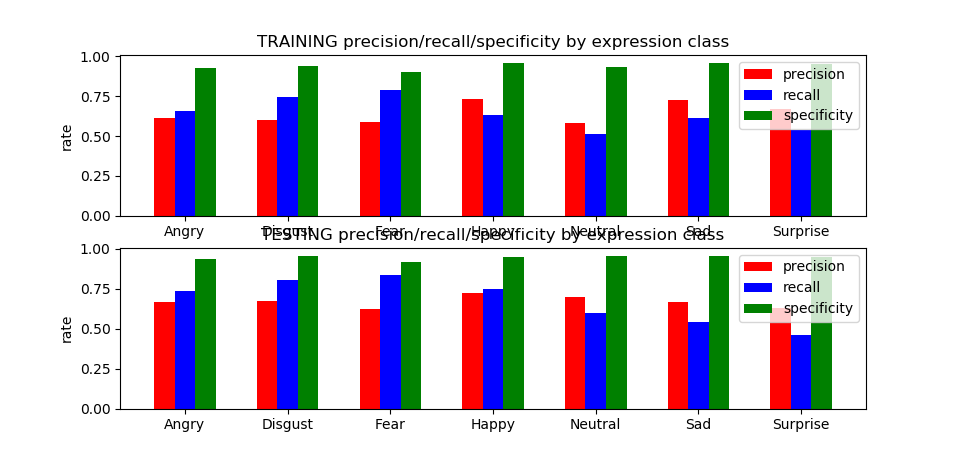 TRAINING precision/recall/specificity by expression class
1.00
0.75
0.50
0.25
0.00
rate
precision
recall
specificity
Angry Disgust Fear Happy Neutral Sad Surprise
TESTING precision/recall/specificity by expression class
1.00
0.75
0.50
0.25
0.00
rate
precision
recall
specificity
Angry Disgust Fear Happy Neutral Sad Surprise